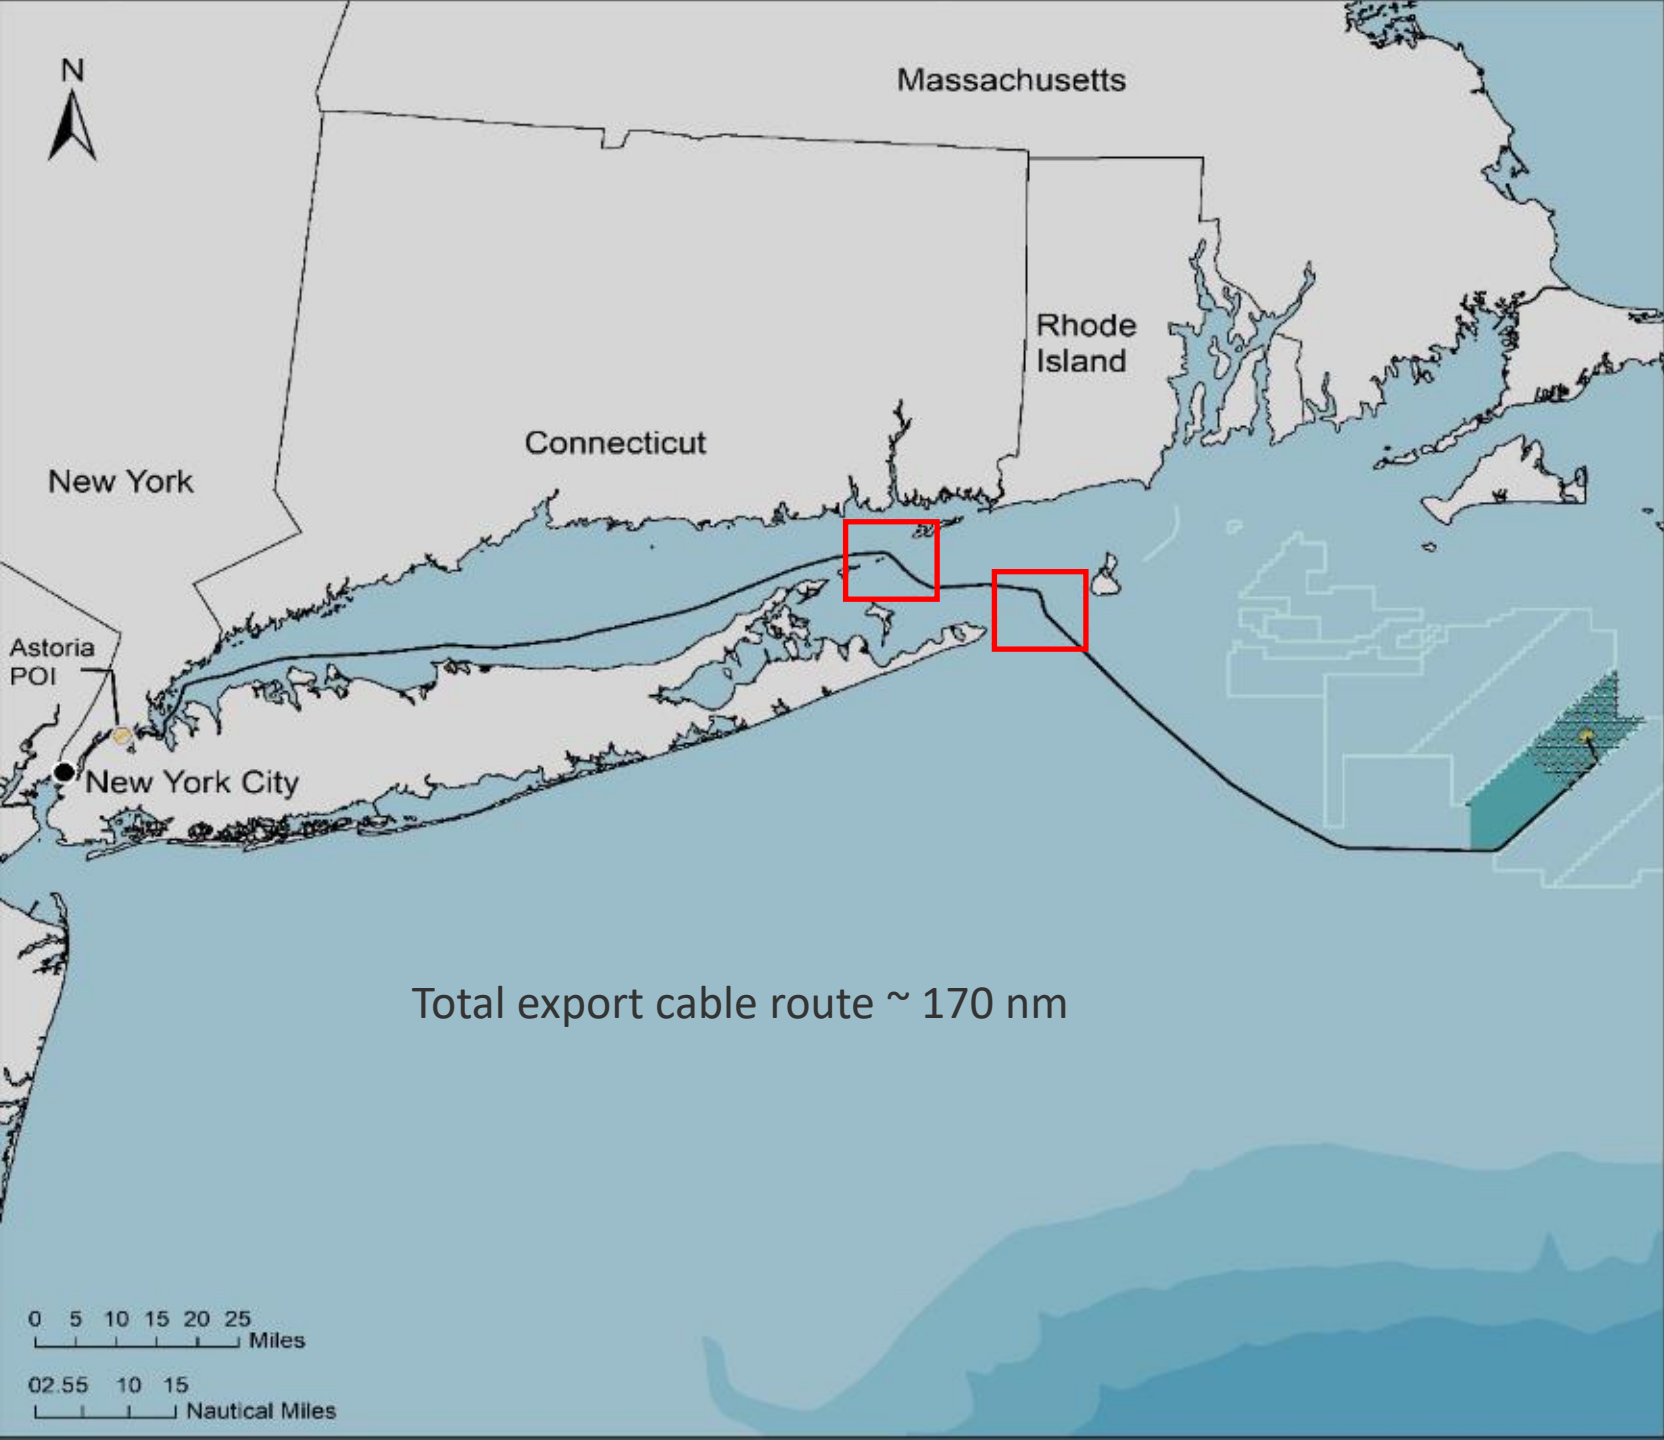 N
Massachusetts
Rhode
Island
Connecticut
New York
Astoria
POI
New York City
Total export cable route ~ 170 nm
0 5 10 15 20 25
Miles
02.55 10 15
Nautical Miles